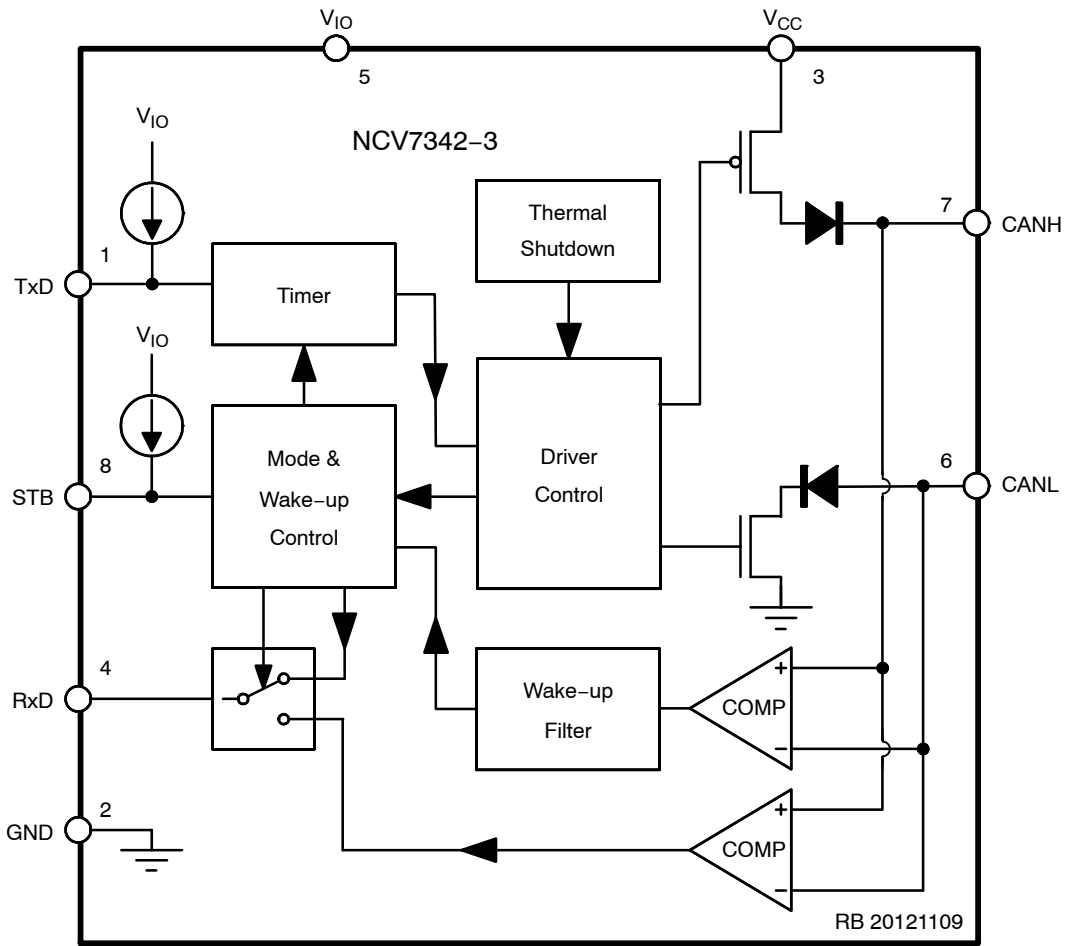 VIO
VCC
5
3
VIO
NCV7342−3
Thermal
Shutdown
7
CANH
1
TxD
Timer
VIO
8
STB
Mode &
Wake−up
Control
Driver
Control
6
CANL
4
RxD
Wake−up
Filter
+
COMP
−
2
GND
+
COMP
−
RB 20121109